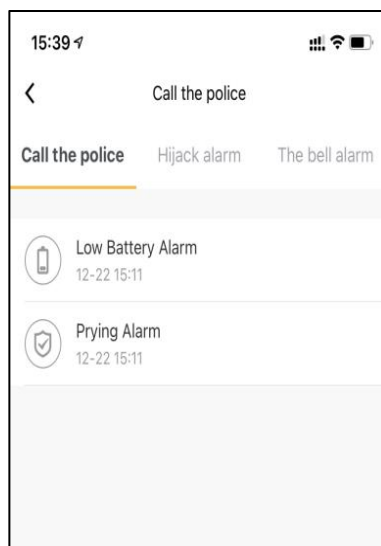 15:39
Call the police
Call the police Hijack alarm The bell alarm
Low Battery Alarm
12-22 15:11
Prying Alarm
12-22 15:11